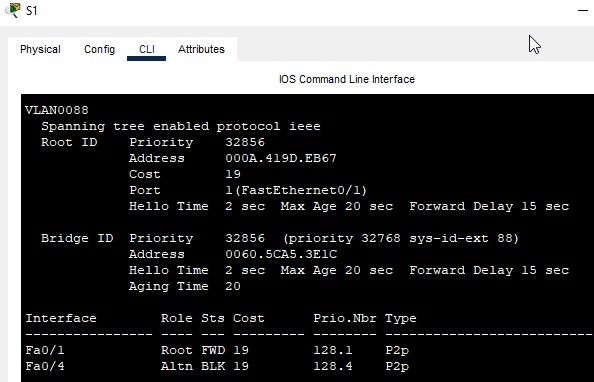 S1
Physical Config CLI Attributes
IOS Command Line Interface
VLAN0088
Spanning tree enabled protocol ieee
Root ID Priority 32856
Address 000A.419D.EB67
Cost 19
Port 1(FastEthernet0/1)
Hello Time 2 sec Max Age 20 sec Forward Delay 15 sec
Bridge ID Priority 32856 (priority 32768 sys-id-ext 88)
Address 0060.5CA5.3E1C
Hello Time 2 sec Max Age 20 sec Forward Delay 15 sec
Aging Time 20
Interface Role Sts Cost Prio.Nbr Type
---------------- ---- --- --------- -------- --------------------------
Fa0/1 Root FWD 19 128.1 P2p
Fa0/4 Altn BLK 19 128.4 P2p